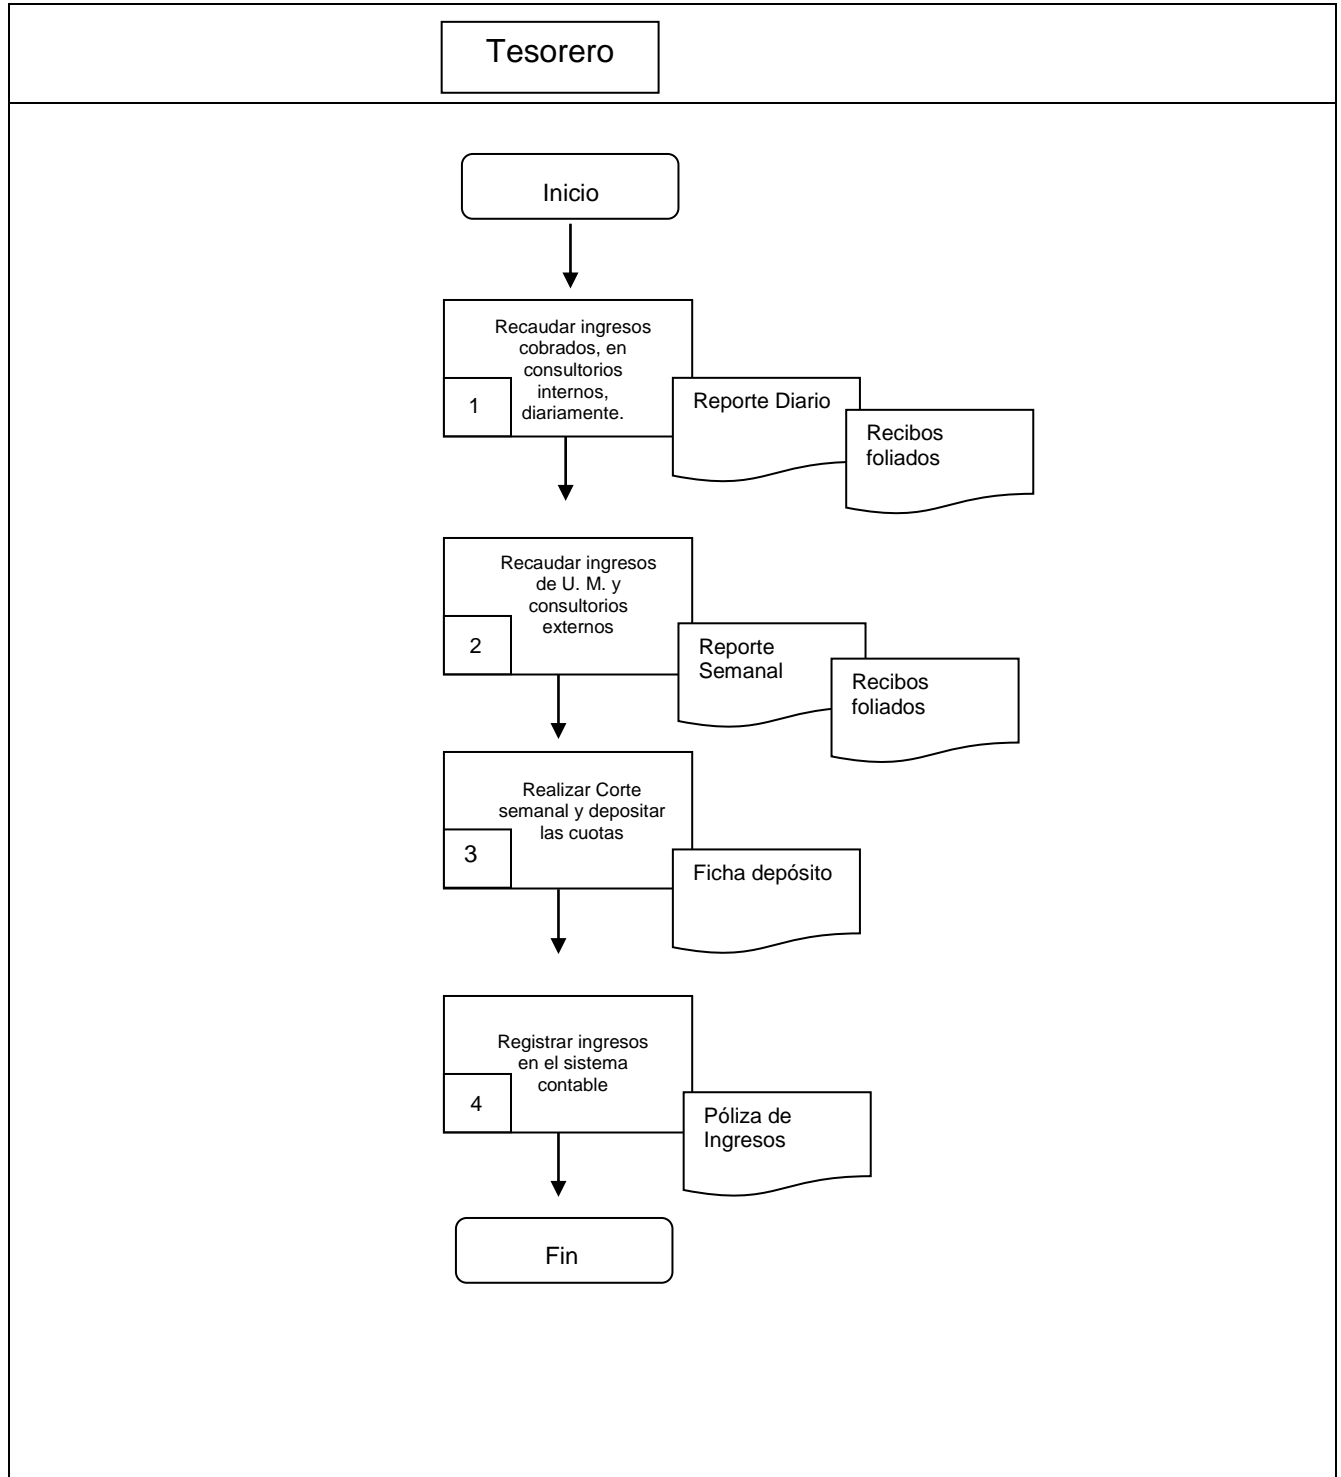 Tesorero
Inicio
Recaudar ingresos
cobrados, en
consultorios
internos,
diariamente.
1
Reporte Diario
Recibos
foliados
Recaudar ingresos
de U. M. y
consultorios
externos
2
Reporte
Semanal
Recibos
foliados
Realizar Corte
semanal y depositar
las cuotas
3
Ficha depósito
Registrar ingresos
en el sistema
contable
4
Póliza de
Ingresos
Fin